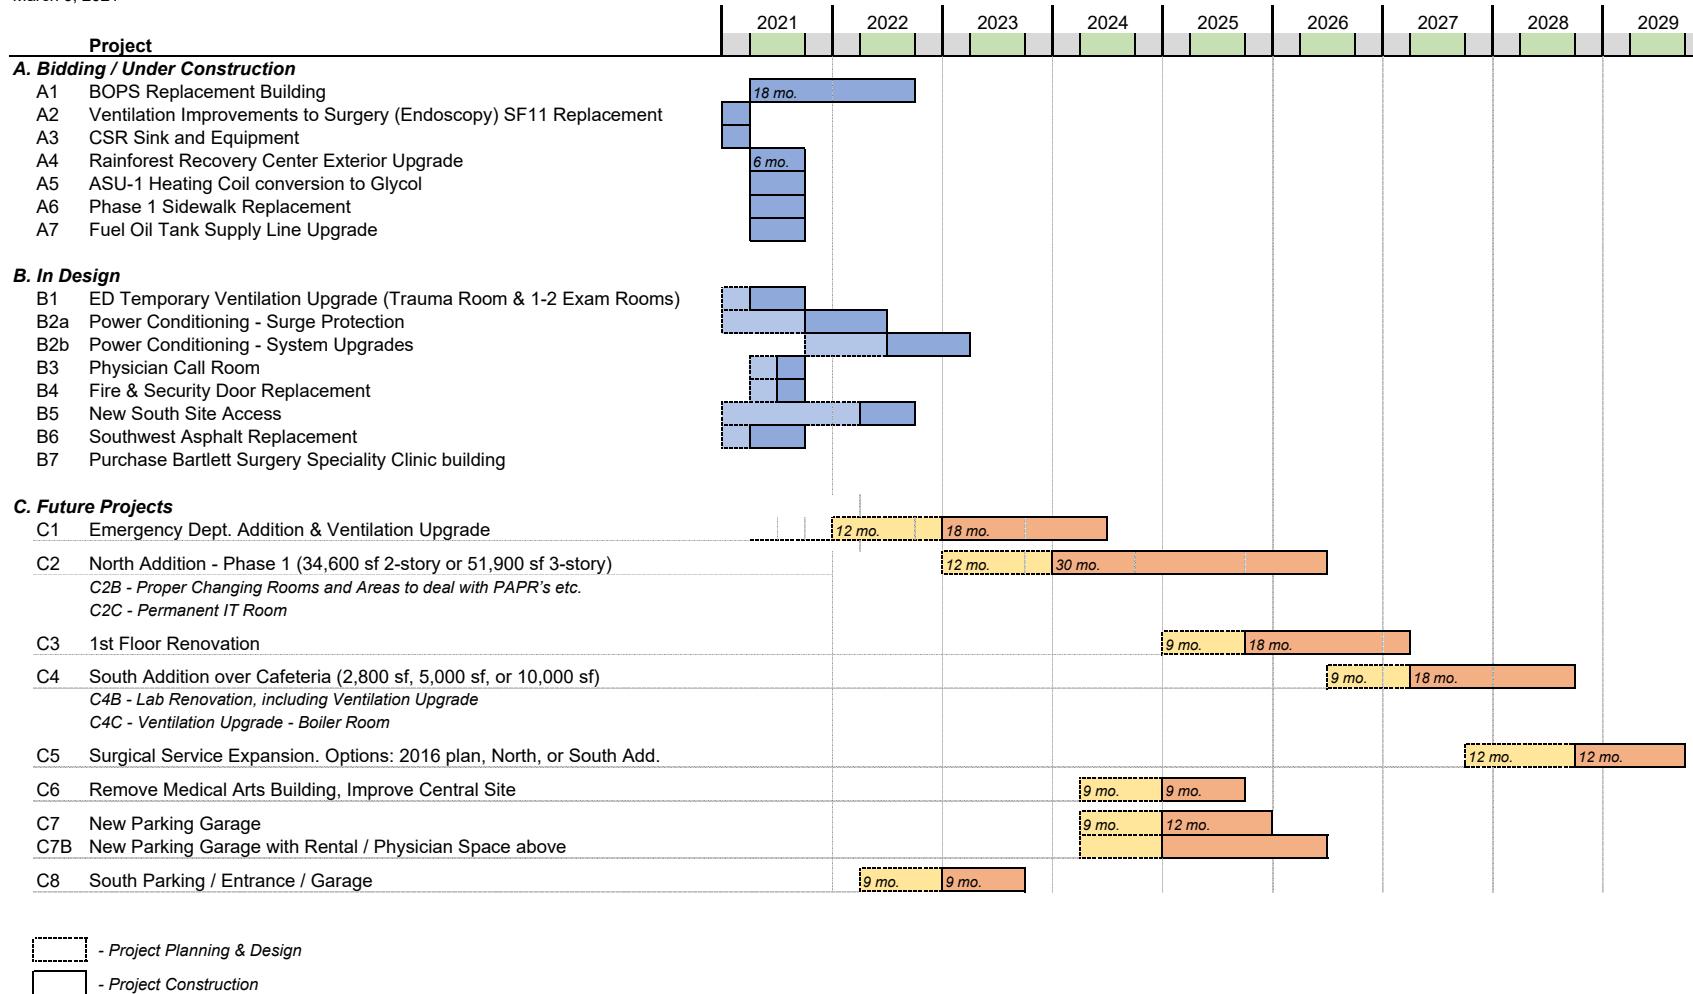 2021 2022 2023 2024 2025 2026 2027 2028 2029
Project
A. Bidding / Under Construction
A1 BOPS Replacement Building 18 mo.
A2 Ventilation Improvements to Surgery (Endoscopy) SF11 Replacement
A3 CSR Sink and Equipment
A4 Rainforest Recovery Center Exterior Upgrade 6 mo.
A5 ASU-1 Heating Coil conversion to Glycol
A6 Phase 1 Sidewalk Replacement
A7 Fuel Oil Tank Supply Line Upgrade
B. In Design
B1 ED Temporary Ventilation Upgrade (Trauma Room & 1-2 Exam Rooms)
B2a Power Conditioning - Surge Protection
B2b Power Conditioning - System Upgrades
B3 Physician Call Room
B4 Fire & Security Door Replacement
B5 New South Site Access
B6 Southwest Asphalt Replacement
B7 Purchase Bartlett Surgery Speciality Clinic building
C. Future Projects
C1 Emergency Dept. Addition & Ventilation Upgrade 12 mo. 18 mo.
C2 North Addition - Phase 1 (34,600 sf 2-story or 51,900 sf 3-story) 12 mo. 30 mo.
C2B - Proper Changing Rooms and Areas to deal with PAPR's etc.
C2C - Permanent IT Room
C3 1st Floor Renovation 9 mo. 18 mo.
C4 South Addition over Cafeteria (2,800 sf, 5,000 sf, or 10,000 sf) 9 mo. 18 mo.
C4B - Lab Renovation, including Ventilation Upgrade
C4C - Ventilation Upgrade - Boiler Room
C5 Surgical Service Expansion. Options: 2016 plan, North, or South Add. 12 mo. 12 mo.
C6 Remove Medical Arts Building, Improve Central Site 9 mo. 9 mo.
C7 New Parking Garage 9 mo. 12 mo.
C7B New Parking Garage with Rental / Physician Space above
C8 South Parking / Entrance / Garage 9 mo. 9 mo.
- Project Planning & Design
- Project Construction